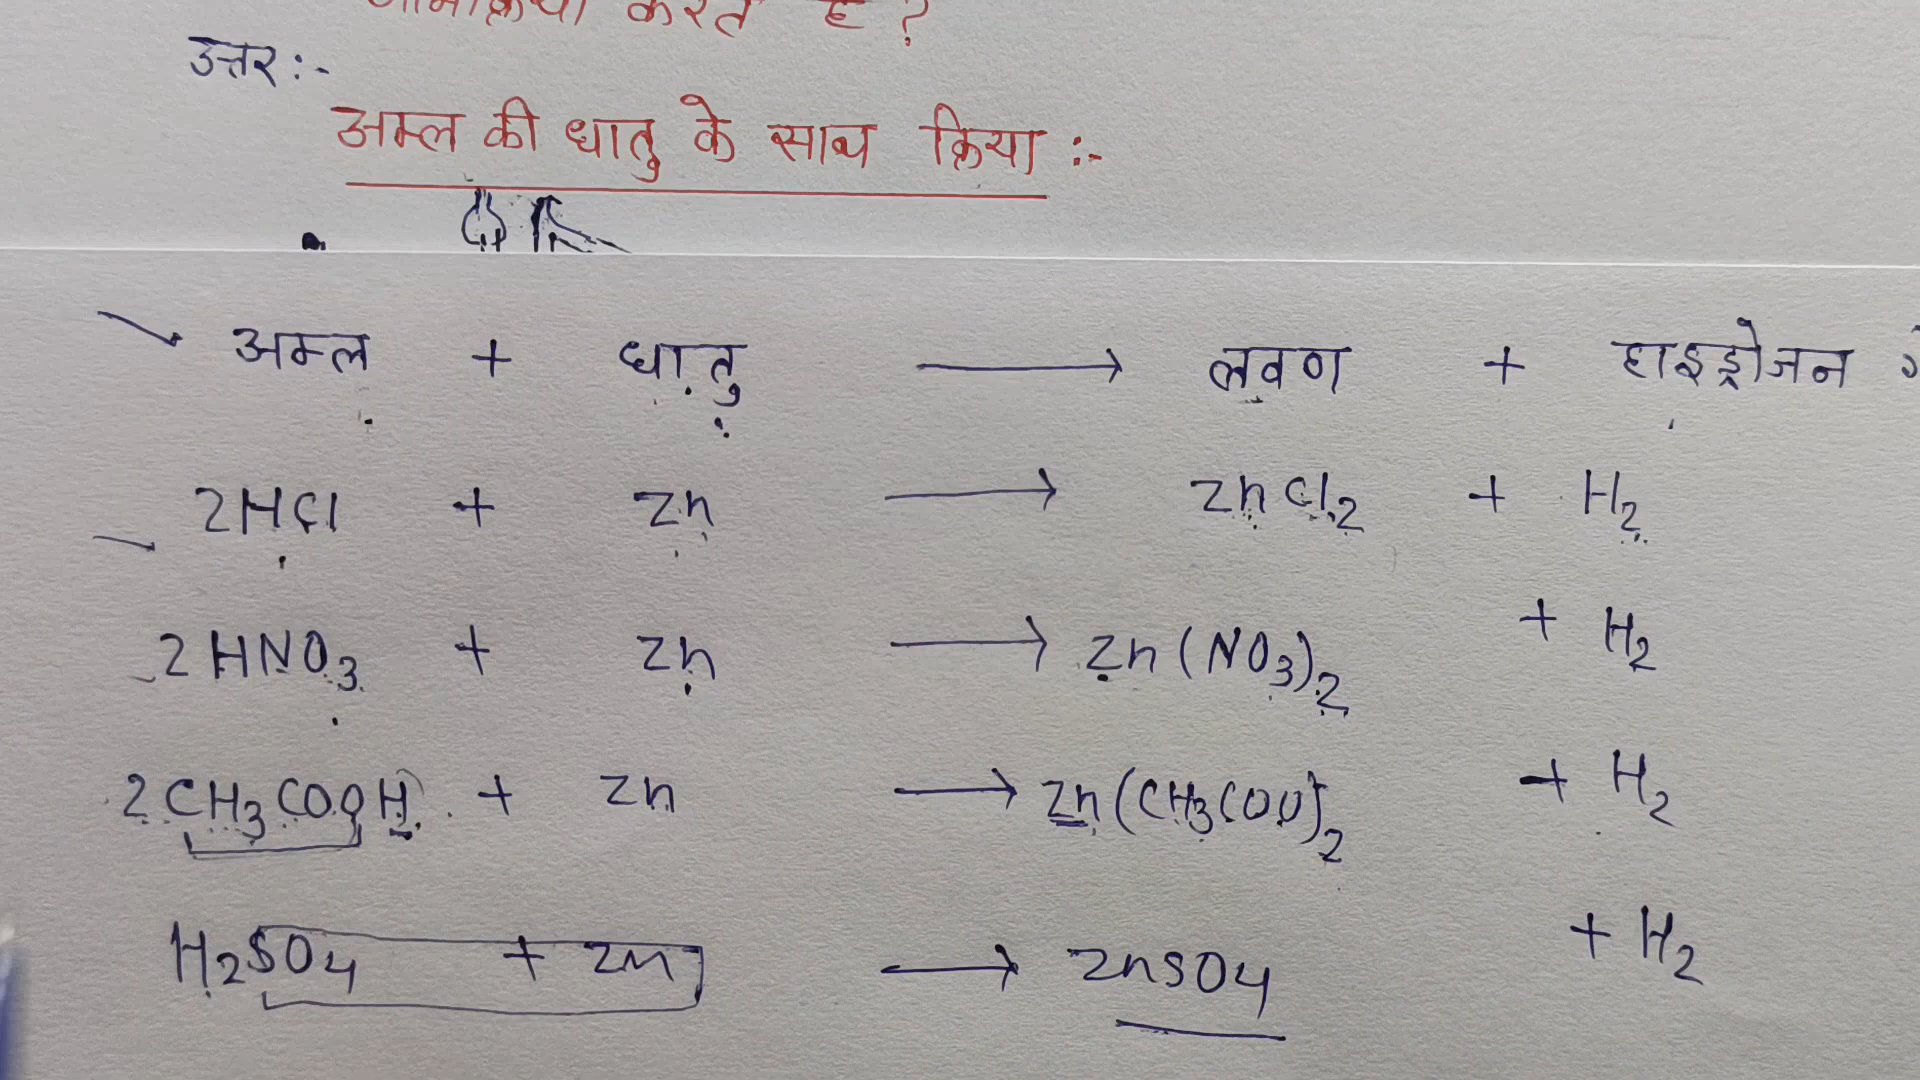 करते है ?
उत्तर :-
अम्ल की धातु के साथ क्रिया :-
अम्ल + धातु → लवण + हाइड्रोजन
2HCl + Zn → ZnCl₂ + H₂
2HNO₃ + Zn → Zn(NO₃)₂ + H₂
2CH₃COOH + Zn → Zn(CH₃COO)₂ + H₂
H₂SO₄ + Zn → ZnSO₄ + H₂